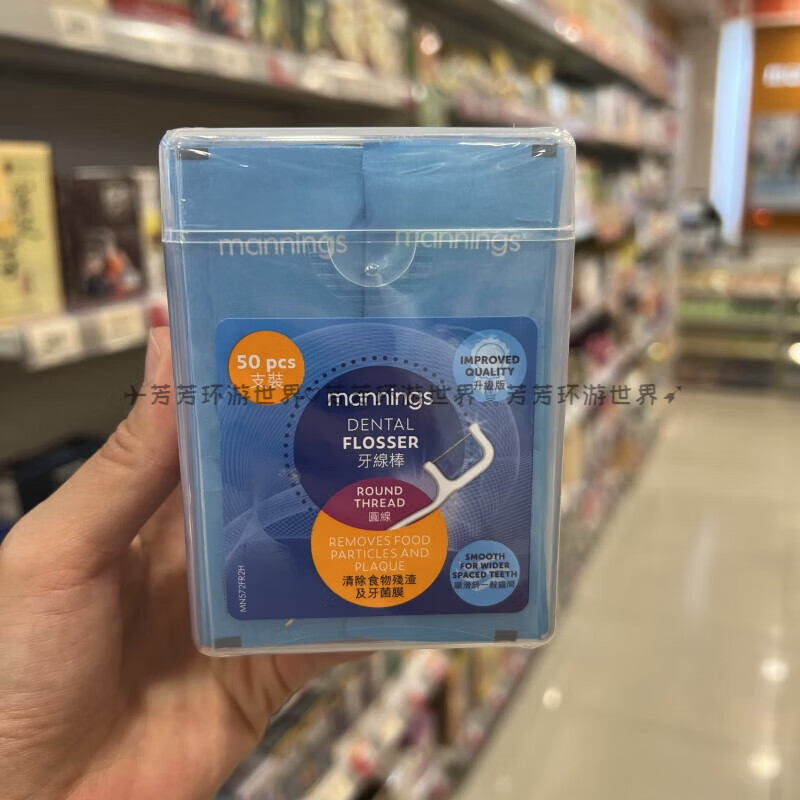 mannings
mannings
50 pcs
支裝
IMPROVED
QUALITY
升級版
芳芳环游世界
芳芳环游世界
芳芳环游世界
mannings
DENTAL
FLOSSER
牙線棒
ROUND
THREAD
圓線
REMOVES FOOD
PARTICLES AND
PLAQUE
清除食物殘渣
及牙菌膜
SMOOTH
FOR WIDER
SPACED TEETH
MN572FR2H